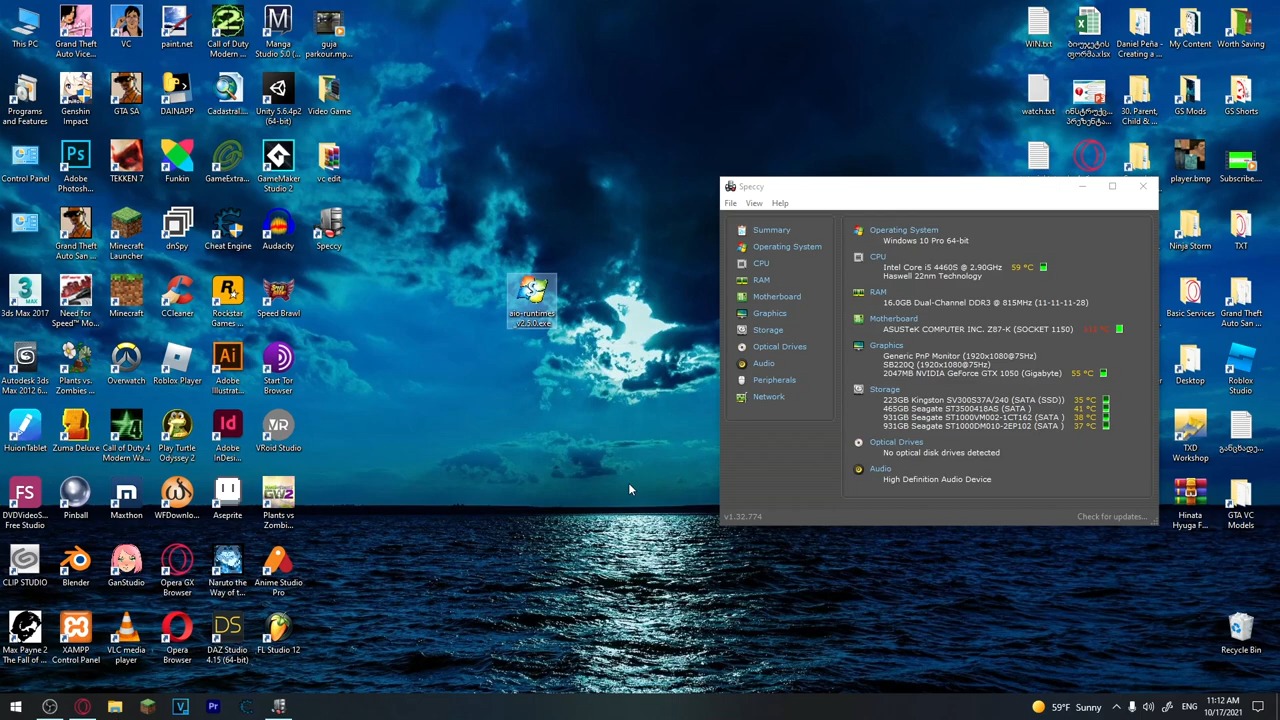 This PC
Grand Theft
Auto Vice...
VC
paint.net
Call of Duty
Modern ...
Manga
Studio 5.0 (...
guja
parkour.mp...
Programs
and Features
Genshin
Impact
GTA SA
DAINAPP
Cadastral....
Unity 5.6.4p2
(64-bit)
Video Game
Control Panel
Adobe
Photosh...
TEKKEN 7
Funkin
GameExtra...
GameMaker
Studio 2
vc edit
Grand Theft
Auto San ...
Minecraft
Launcher
dnSpy
Cheat Engine
Audacity
Speccy
3ds Max 2017
Need for
Speed™ Mo...
Minecraft
CCleaner
Rockstar
Games ...
Speed Brawl
Autodesk 3ds
Max 2012 6...
Plants vs.
Zombies ...
Overwatch
Roblox Player
Adobe
Illustrat...
Start Tor
Browser
HuionTablet
Zuma Deluxe
Call of Duty 4
Modern Wa...
Play Turtle
Odyssey 2
Adobe
InDesi...
VRoid Studio
DVDVideoS...
Free Studio
Pinball
Maxthon
WFDownlo...
Aseprite
Plants vs
Zombi...
CLIP STUDIO
Blender
GanStudio
Opera GX
Browser
Naruto the
Way of t...
Anime Studio
Pro
Max Payne 2
The Fall of ...
XAMPP
Control Panel
VLC media
player
Opera
Browser
DAZ Studio
4.15 (64-bit)
FL Studio 12
aio-runtimes
_v2.5.0.exe
WIN.txt
ბიუჯეტის
ფორმა.xlsx
Daniel Peña -
Creating a ...
My Content
Worth Saving
watch.txt
30. Parent,
Child & ...
GS Mods
GS Shorts
player.bmp
Subscribe....
Ninja Storm
TXT
Basic Services
Grand Theft
Auto San ...
Desktop
Roblox
Studio
TXD
Workshop
განცხადე...
Hinata
Hyuga F...
GTA VC
Models
Recycle Bin
Speccy
File View Help
Summary
Operating System
CPU
RAM
Motherboard
Graphics
Storage
Optical Drives
Audio
Peripherals
Network
Operating System
Windows 10 Pro 64-bit
CPU
Intel Core i5 4460S @ 2.90GHz 59 °C
Haswell 22nm Technology
RAM
16.0GB Dual-Channel DDR3 @ 815MHz (11-11-11-28)
Motherboard
ASUSTeK COMPUTER INC. Z87-K (SOCKET 1150)
Graphics
Generic PnP Monitor (1920x1080@75Hz)
SB220Q (1920x1080@75Hz)
2047MB NVIDIA GeForce GTX 1050 (Gigabyte) 55 °C
Storage
223GB Kingston SV300S37A/240 (SATA (SSD)) 35 °C
465GB Seagate ST3500418AS (SATA ) 41 °C
931GB Seagate ST1000VM002-1CT162 (SATA ) 38 °C
931GB Seagate ST1000DM010-2EP102 (SATA ) 37 °C
Optical Drives
No optical disk drives detected
Audio
High Definition Audio Device
v1.32.774
Check for updates...
59°F Sunny
ENG
11:12 AM
10/17/2021